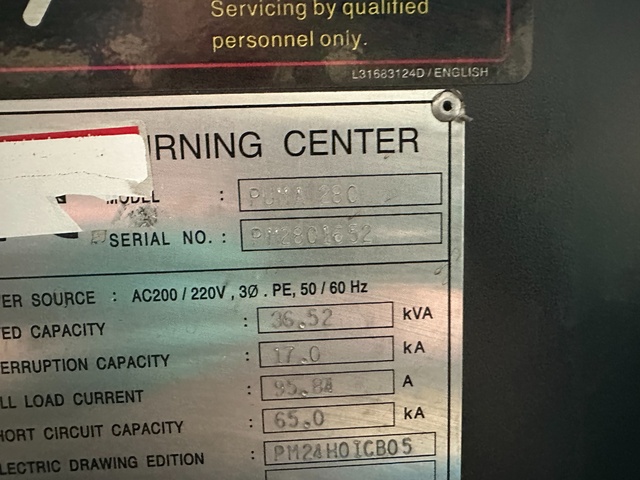 Servicing by qualified
personnel only.
L31683124D / ENGLISH
URNING CENTER
MODEL :
SERIAL NO. :
ER SOURCE : AC200 / 220V , 3Ø . PE, 50 / 60 Hz
ED CAPACITY : 36.52 kVA
ERRUPTION CAPACITY : 17.0 kA
LL LOAD CURRENT : 95.84 A
HORT CIRCUIT CAPACITY : 65.0 kA
LECTRIC DRAWING EDITION : PM24H0ICB05